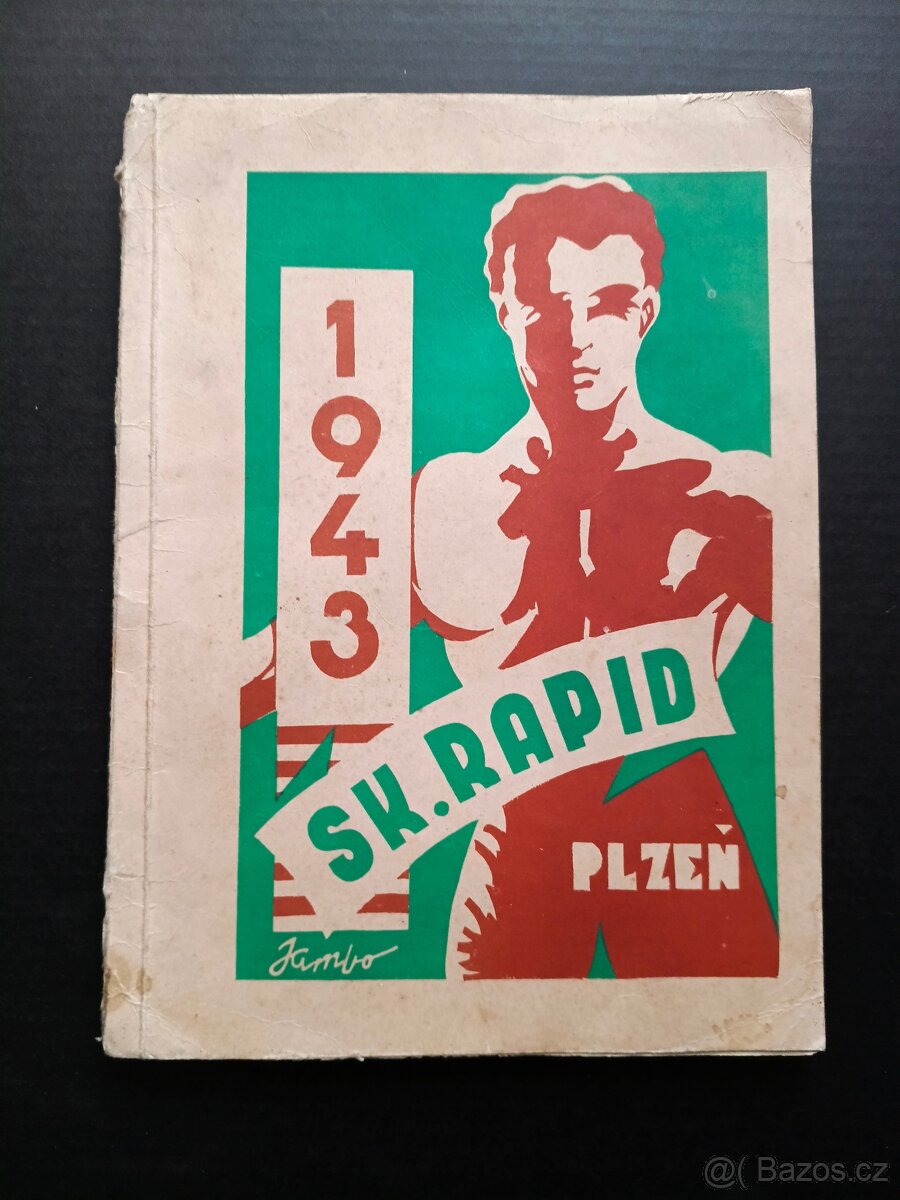 1943
SK. RAPID
PLZEŇ
Jambo
@( Bazos.cz